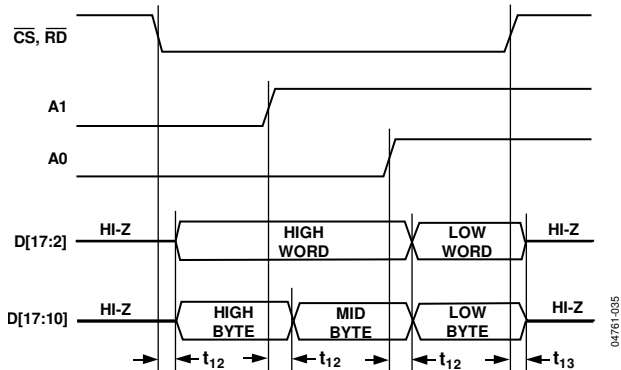 CS, RD
A1
A0
D[17:2]
HI-Z
HIGH
WORD
LOW
WORD
HI-Z
D[17:10]
HI-Z
HIGH
BYTE
MID
BYTE
LOW
BYTE
HI-Z
t12
t12
t12
t13
04761-035